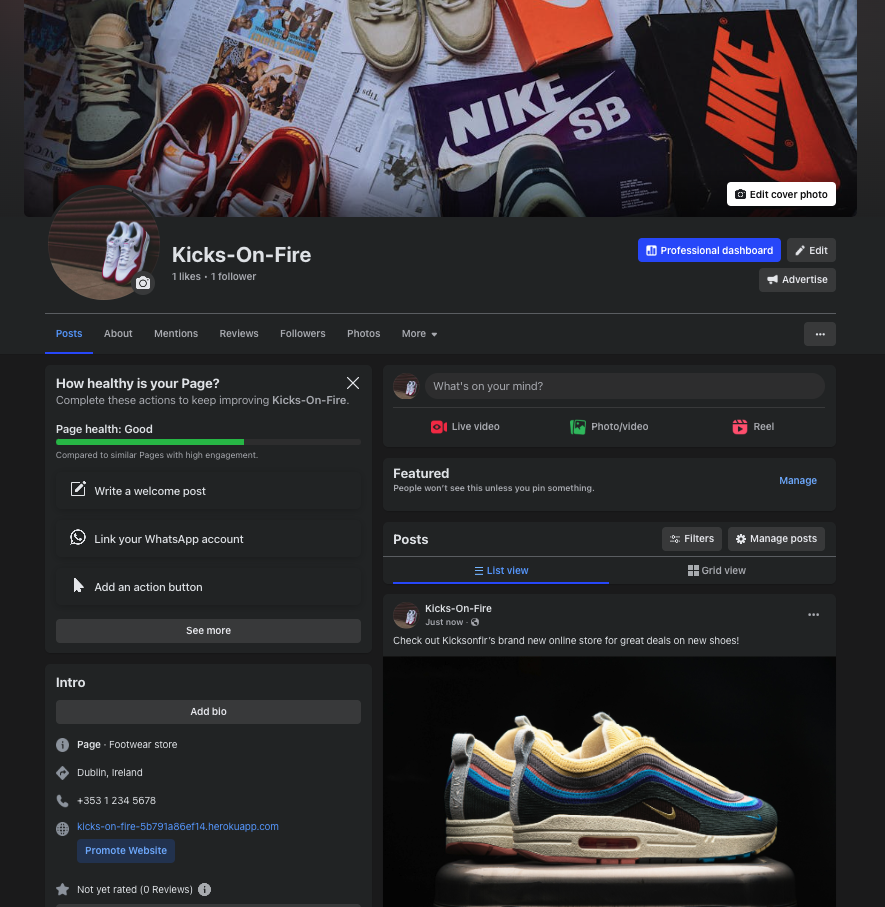 NIKE
SB
NIKE
Edit cover photo
Kicks-On-Fire
1 likes • 1 follower
Professional dashboard
Edit
Advertise
Posts
About
Mentions
Reviews
Followers
Photos
More
How healthy is your Page?
Complete these actions to keep improving Kicks-On-Fire.
Page health: Good
Compared to similar Pages with high engagement.
Write a welcome post
Link your WhatsApp account
Add an action button
See more
Intro
Add bio
Page · Footwear store
Dublin, Ireland
+353 1 234 5678
kicks-on-fire-5b791a86ef14.herokuapp.com
Promote Website
Not yet rated (0 Reviews)
What's on your mind?
Live video
Photo/video
Reel
Featured
People won't see this unless you pin something.
Manage
Posts
Filters
Manage posts
List view
Grid view
Kicks-On-Fire
Just now ·
Check out Kicksonfir's brand new online store for great deals on new shoes!